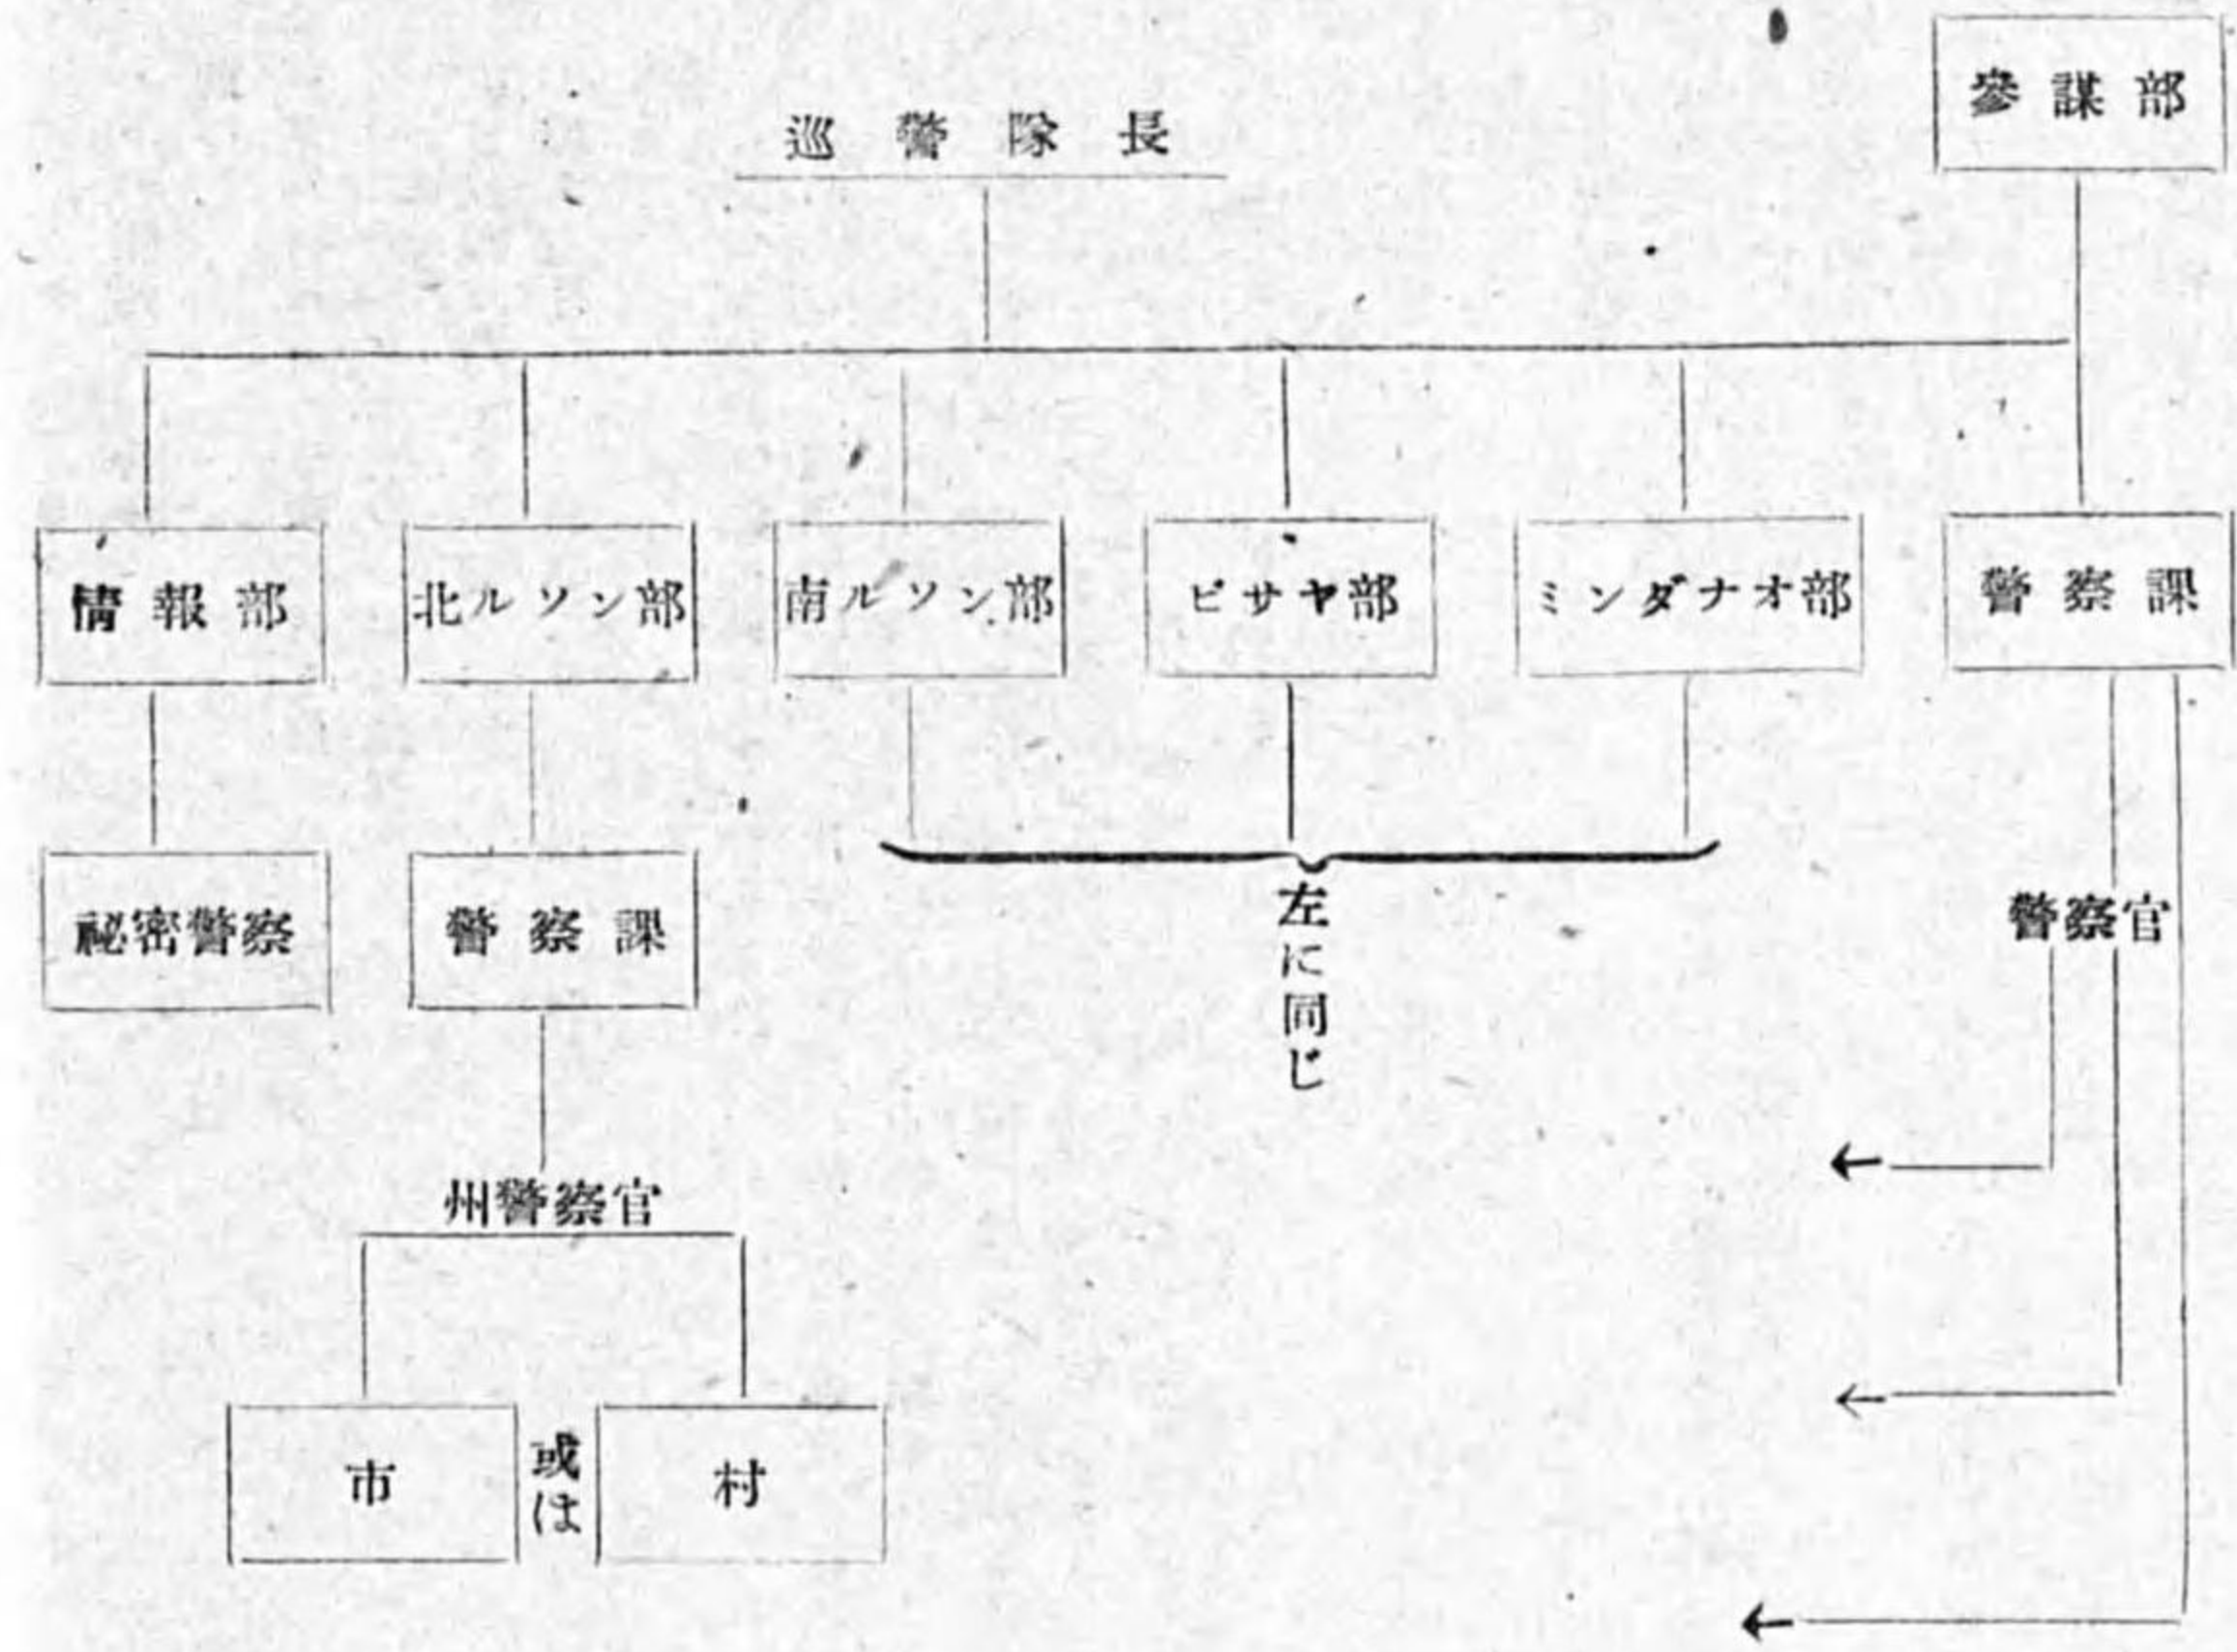 參謀部
巡警隊長
情報部
北ルソン部
南ルソン部
ビサヤ部
ミンダナオ部
警察課
祕密警察
警察課
左に同じ
警察官
州警察官
市
或は
村